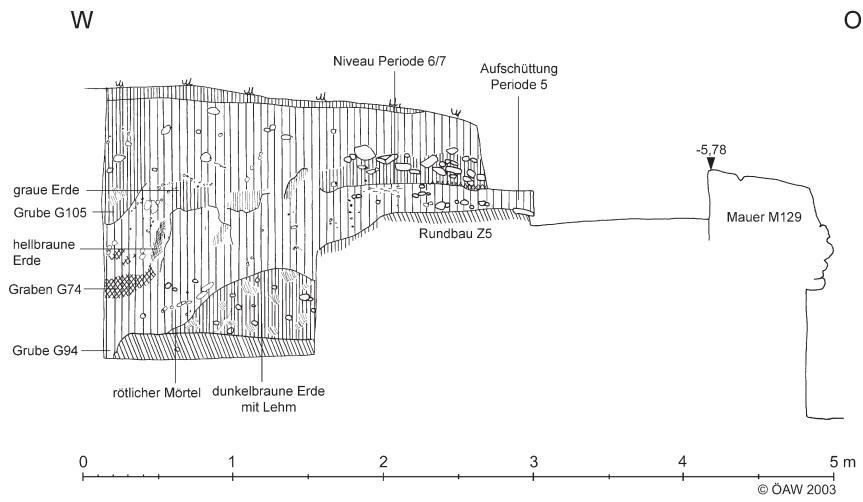 W
O
Niveau Periode 6/7
Aufschüttung
Periode 5
-5,78
graue Erde
Grube G105
Mauer M129
Rundbau Z5
hellbraune
Erde
Graben G74
Grube G94
rötlicher Mörtel
dunkelbraune Erde
mit Lehm
0 1 2 3 4 5 m
© ÖAW 2003